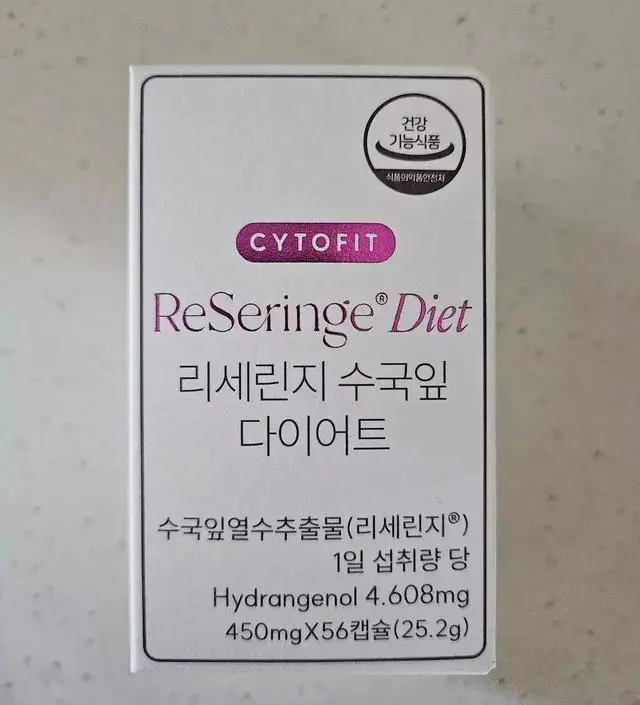 건강
기능식품
식품의약품안전처
CYTOFIT
ReSeringe® Diet
리세린지 수국잎
다이어트
수국잎열수추출물(리세린지®)
1일 섭취량 당
Hydrangenol 4.608mg
450mgX56캡슐(25.2g)